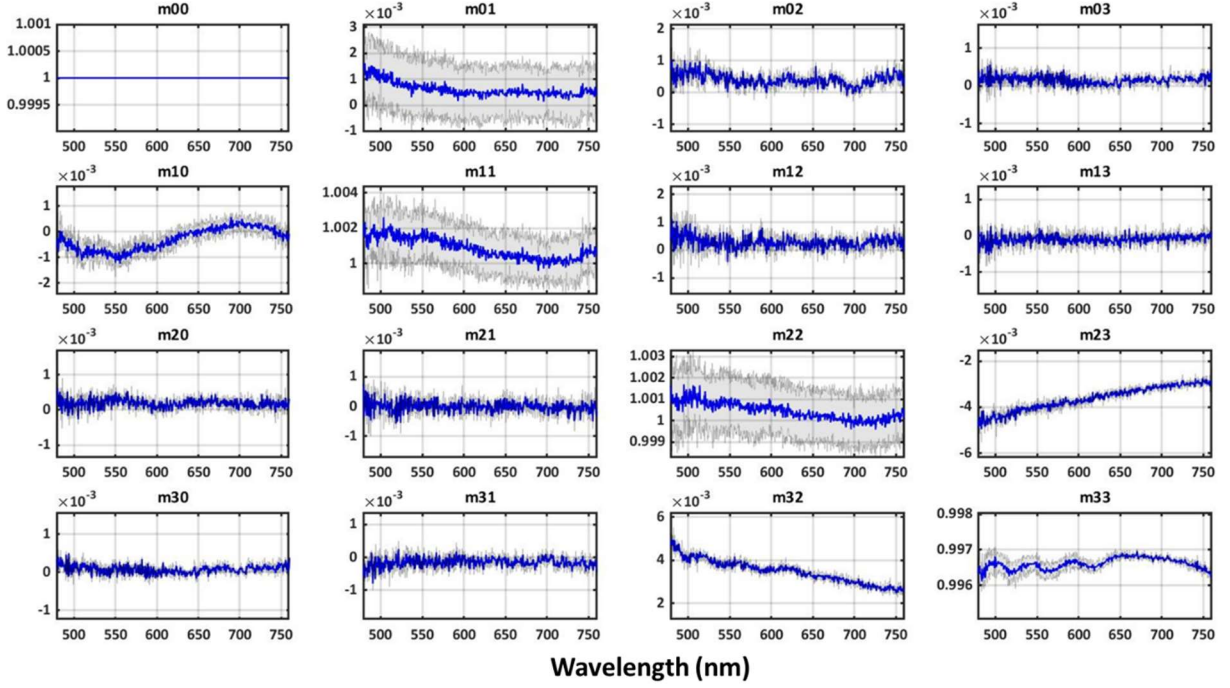 m00 m01 m02 m03
1.001 1.0005 1 0.9995
500 550 600 650 700 750
×10⁻³ 3 2 1 0 -1
500 550 600 650 700 750
×10⁻³ 2 1 0 -1
500 550 600 650 700 750
×10⁻³ 1 0 -1
500 550 600 650 700 750
m10 m11 m12 m13
×10⁻³ 1 0 -1 -2
500 550 600 650 700 750
1.004 1.002 1
500 550 600 650 700 750
×10⁻³ 2 1 0 -1
500 550 600 650 700 750
×10⁻³ 1 0 -1
500 550 600 650 700 750
m20 m21 m22 m23
×10⁻³ 1 0 -1
500 550 600 650 700 750
×10⁻³ 1 0 -1
500 550 600 650 700 750
1.003 1.002 1.001 1 0.999
500 550 600 650 700 750
×10⁻³ -2 -4 -6
500 550 600 650 700 750
m30 m31 m32 m33
×10⁻³ 1 0 -1
500 550 600 650 700 750
×10⁻³ 1 0 -1
500 550 600 650 700 750
×10⁻³ 6 4 2
500 550 600 650 700 750
0.998 0.997 0.996
500 550 600 650 700 750
Wavelength (nm)